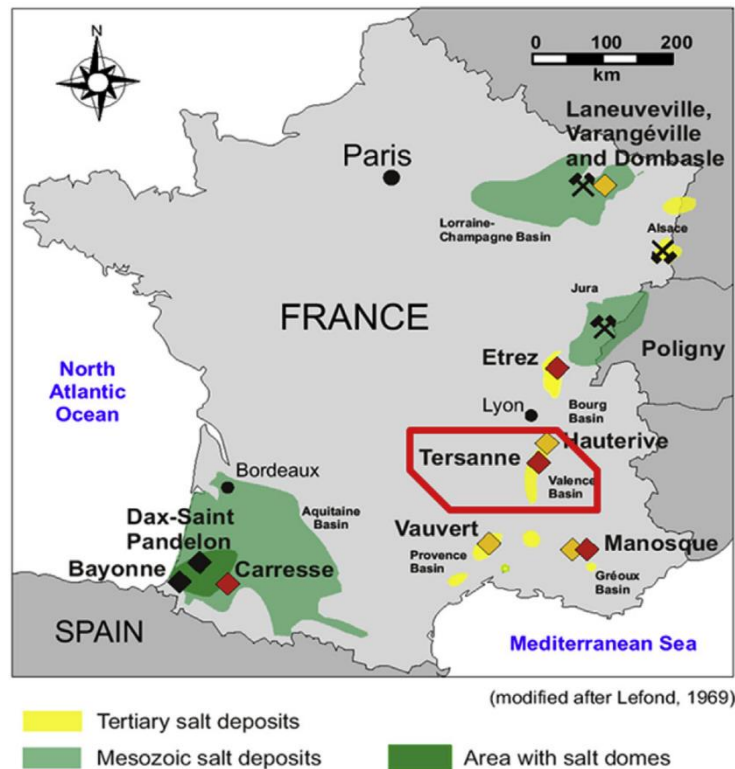 N
0 100 200
km
Laneuveville,
Varangéville
and Dombasle
Paris
Lorraine-
Champagne Basin
Alsace
Jura
FRANCE
Poligny
Etrez
North
Atlantic
Ocean
Lyon
Bourg
Basin
Hauterive
Tersanne
Valence
Basin
Bordeaux
Aquitaine
Basin
Dax-Saint
Pandelon
Vauvert
Manosque
Provence
Basin
Bayonne
Carresse
Gréoux
Basin
SPAIN
Mediterranean Sea
(modified after Lefond, 1969)
Tertiary salt deposits
Mesozoic salt deposits
Area with salt domes